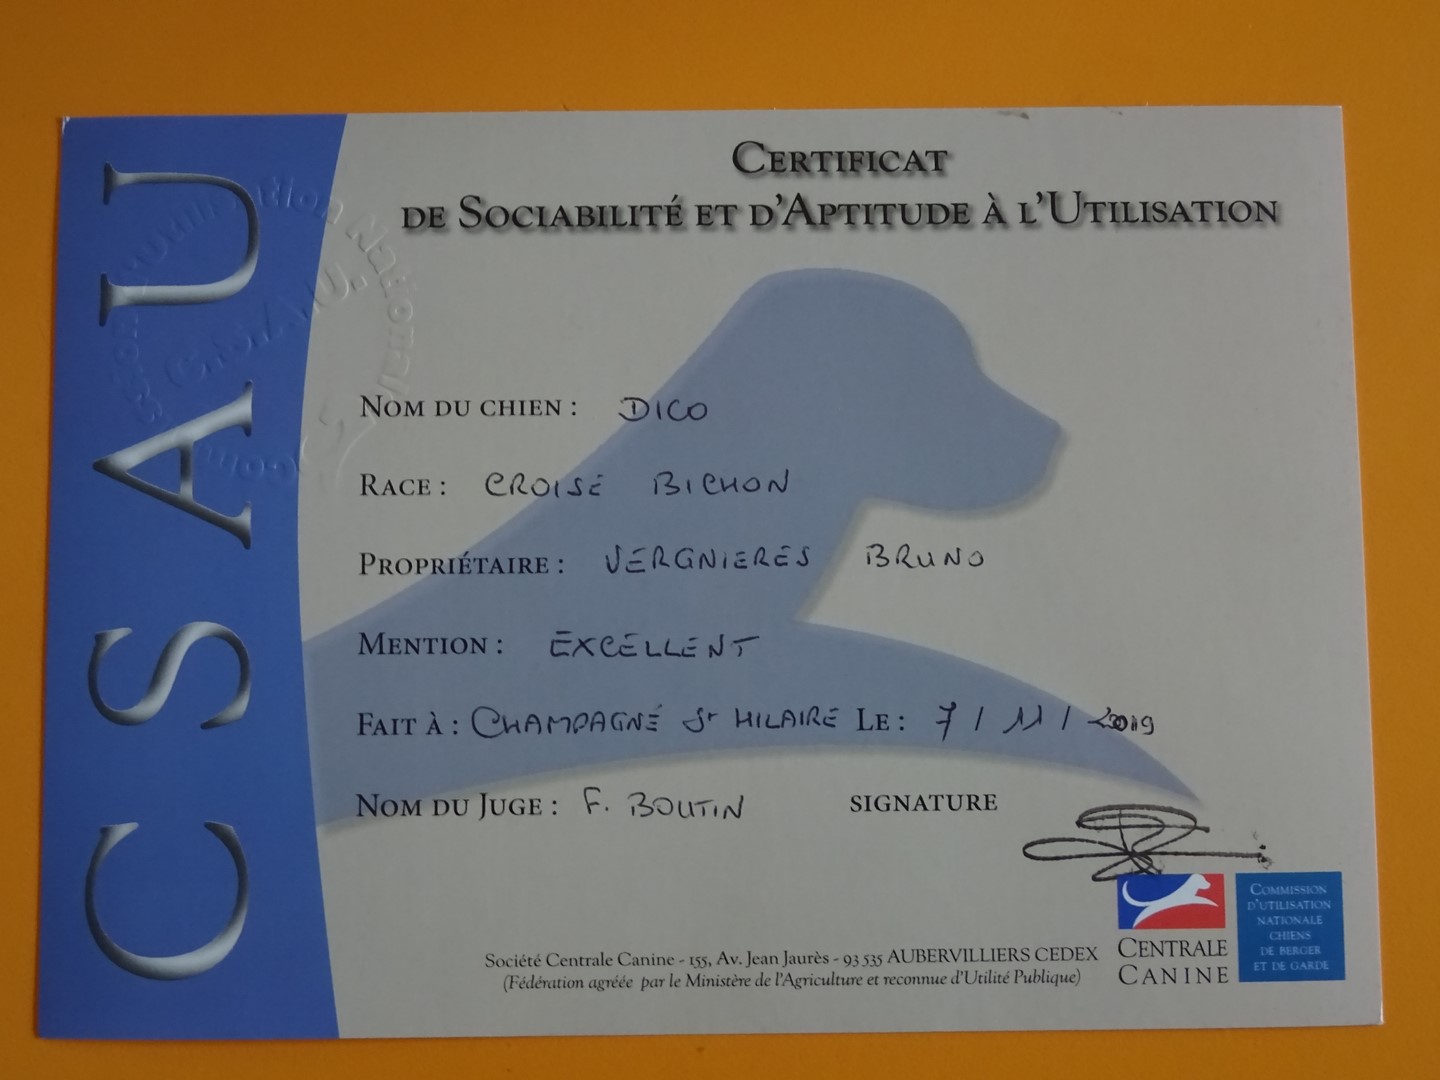 CSAU
CERTIFICAT
DE SOCIABILITÉ ET D'APTITUDE À L'UTILISATION
NOM DU CHIEN : DICO
RACE : CROISÉ BICHON
PROPRIÉTAIRE : VERGNIERES BRUNO
MENTION : EXCELLENT
FAIT À : CHAMPAGNÉ St HILAIRE LE : 7 / 11 / 2019
NOM DU JUGE : F. BOUTIN SIGNATURE
Société Centrale Canine - 155, Av. Jean Jaurès - 93 535 AUBERVILLIERS CEDEX
(Fédération agréée par le Ministère de l'Agriculture et reconnue d'Utilité Publique)
CENTRALE
CANINE
COMMISSION
D'UTILISATION
NATIONALE
CHIENS
DE BERGER
ET DE GARDE